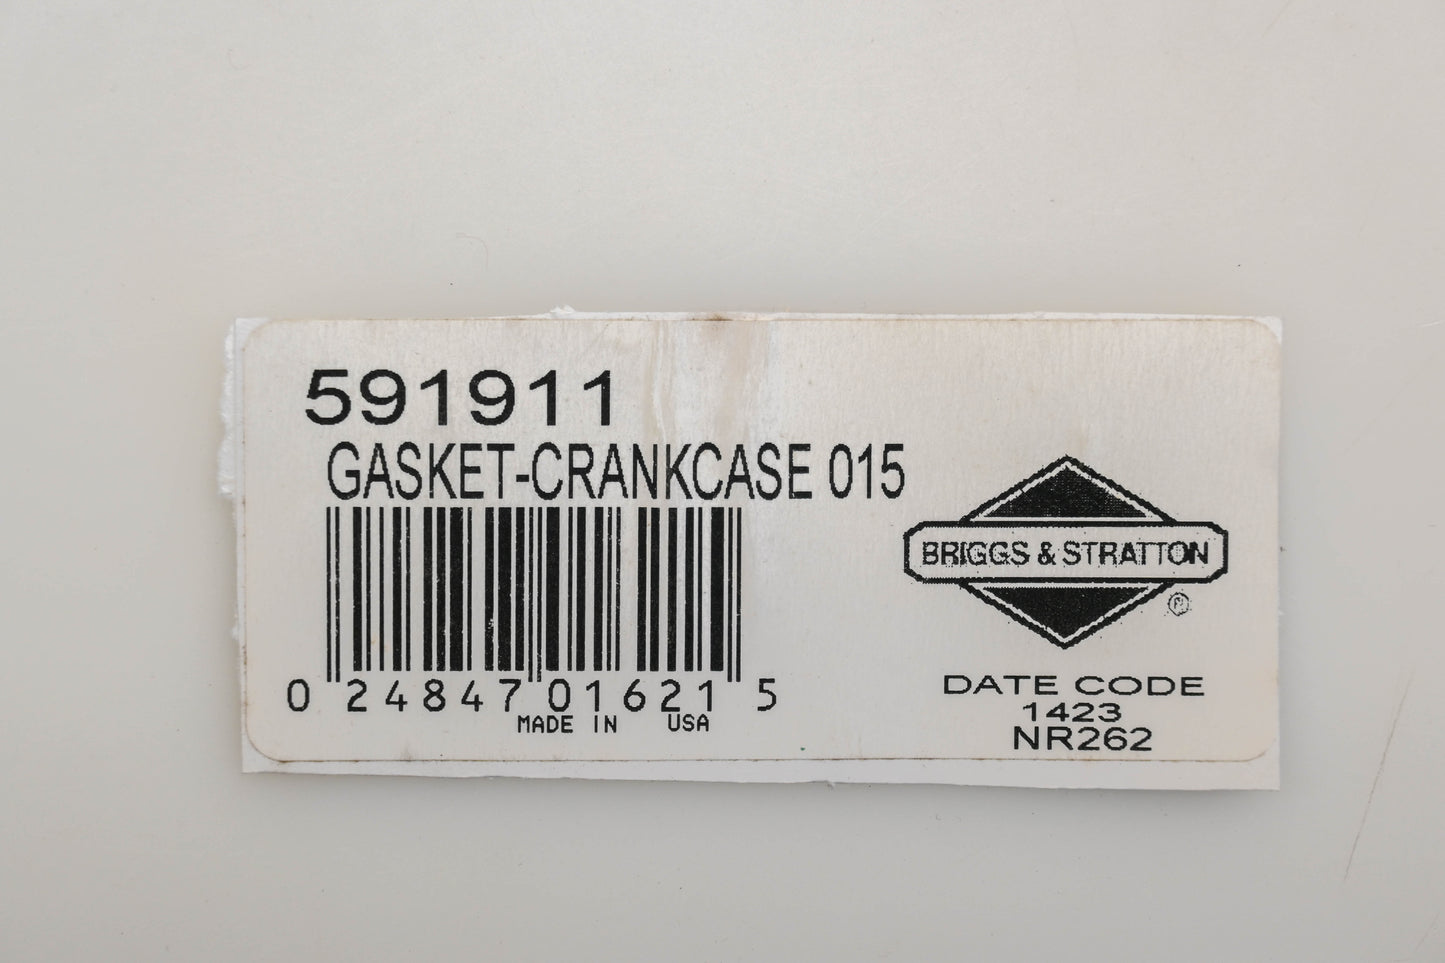 591911
GASKET-CRANKCASE 015
0 24847 01621 5
MADE IN USA
BRIGGS & STRATTON
®
DATE CODE
1423
NR262